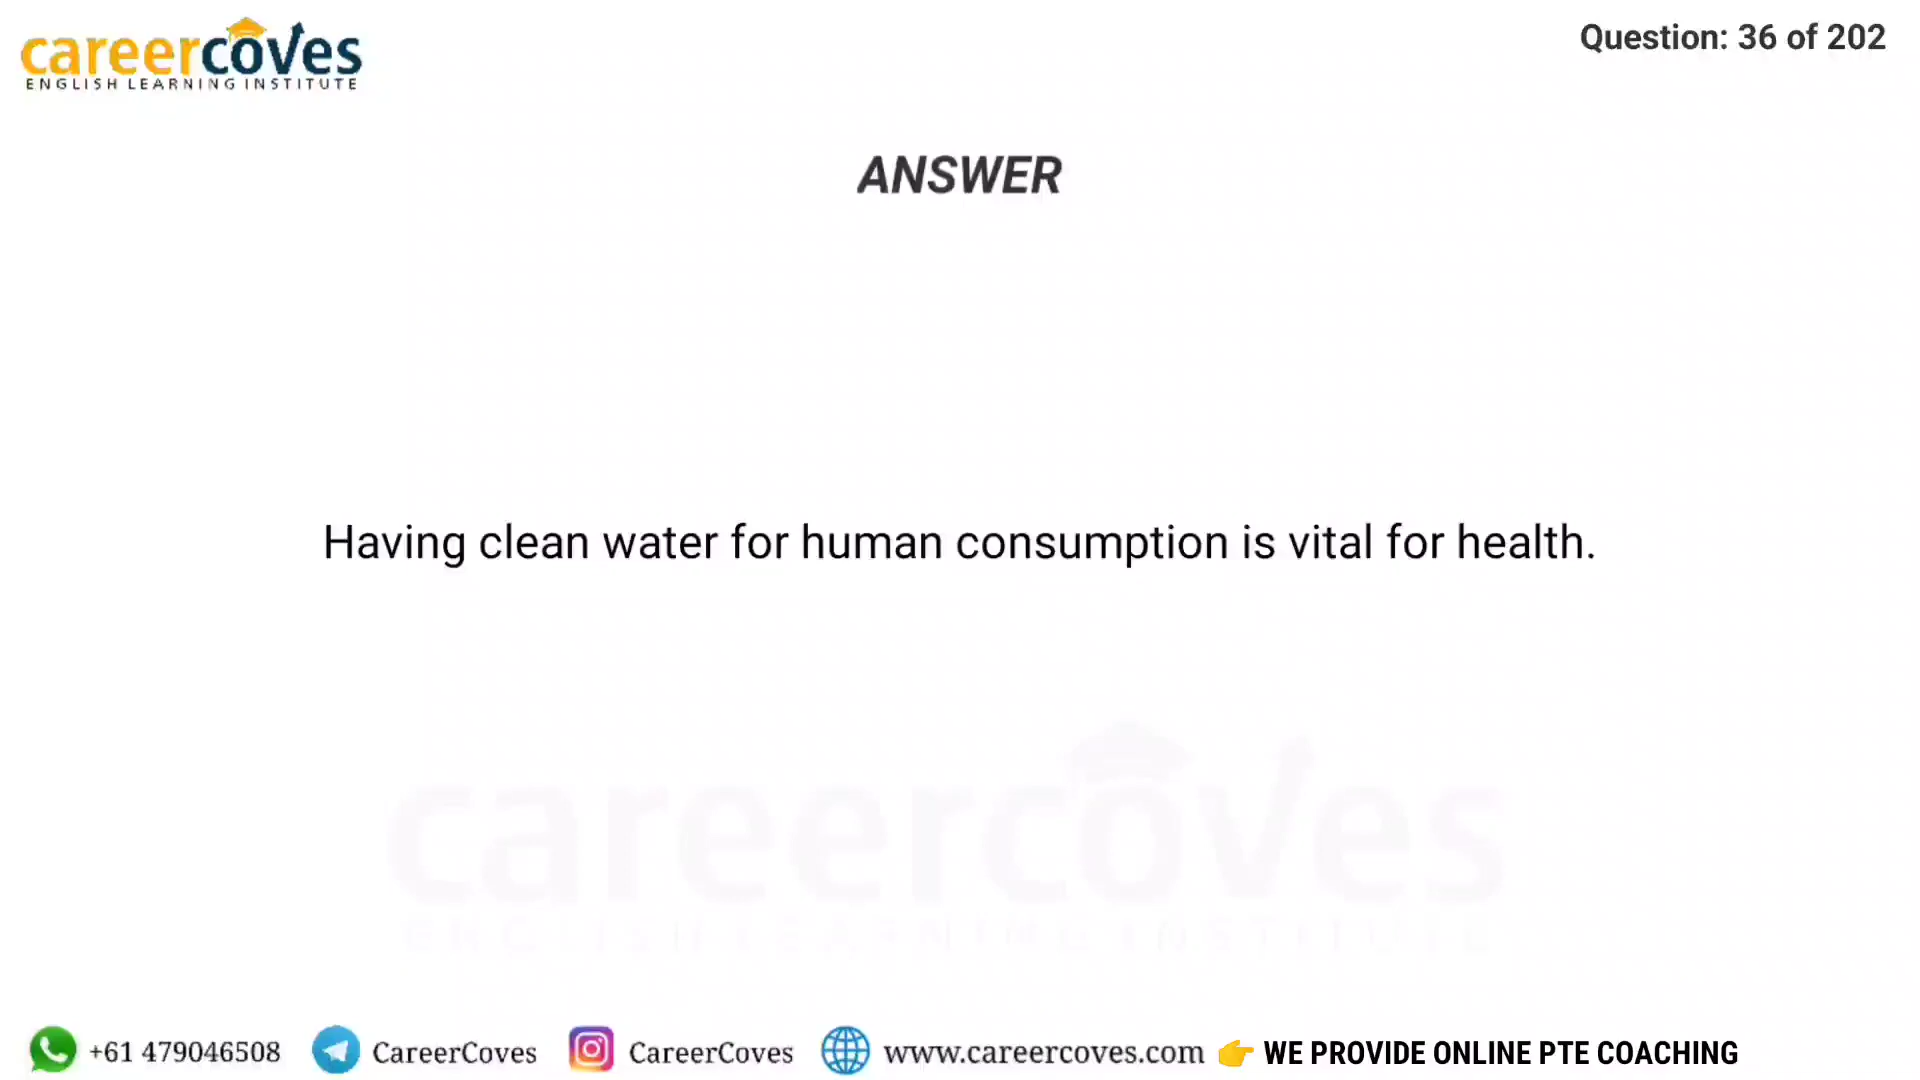 careercoves
ENGLISH LEARNING INSTITUTE
Question: 36 of 202
ANSWER
Having clean water for human consumption is vital for health.
careercoves
+61 479046508 CareerCoves CareerCoves www.careercoves.com 👉 WE PROVIDE ONLINE PTE COACHING